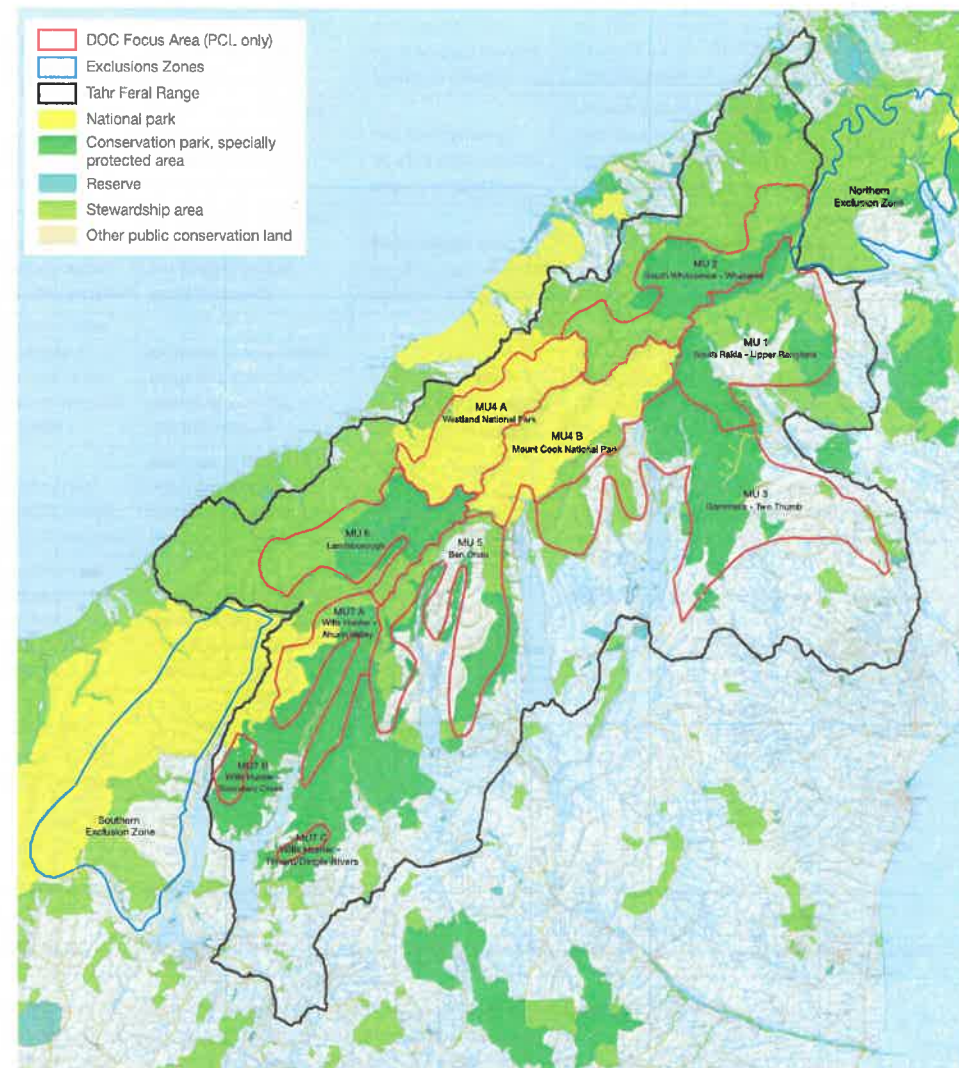 DOC Focus Area (PCL only)
Exclusions Zones
Tahr Feral Range
National park
Conservation park, specially
protected area
Reserve
Stewardship area
Other public conservation land
Northern
Exclusion Zone
MU 2
South Whitcombe - Whataroa
MU 1
South Rakia - Upper Rangitata
MU4 A
Westland National Park
MU4 B
Mount Cook National Park
MU 3
Gammack - Two Thumb
MU 6
Landsborough
MU 5
Ben Ohau
MU7 A
Wills Hunter -
Ahuriri Valley
MU7 B
Wills Hunter -
MU7 C
Wills Hunter -
Southern
Exclusion Zone